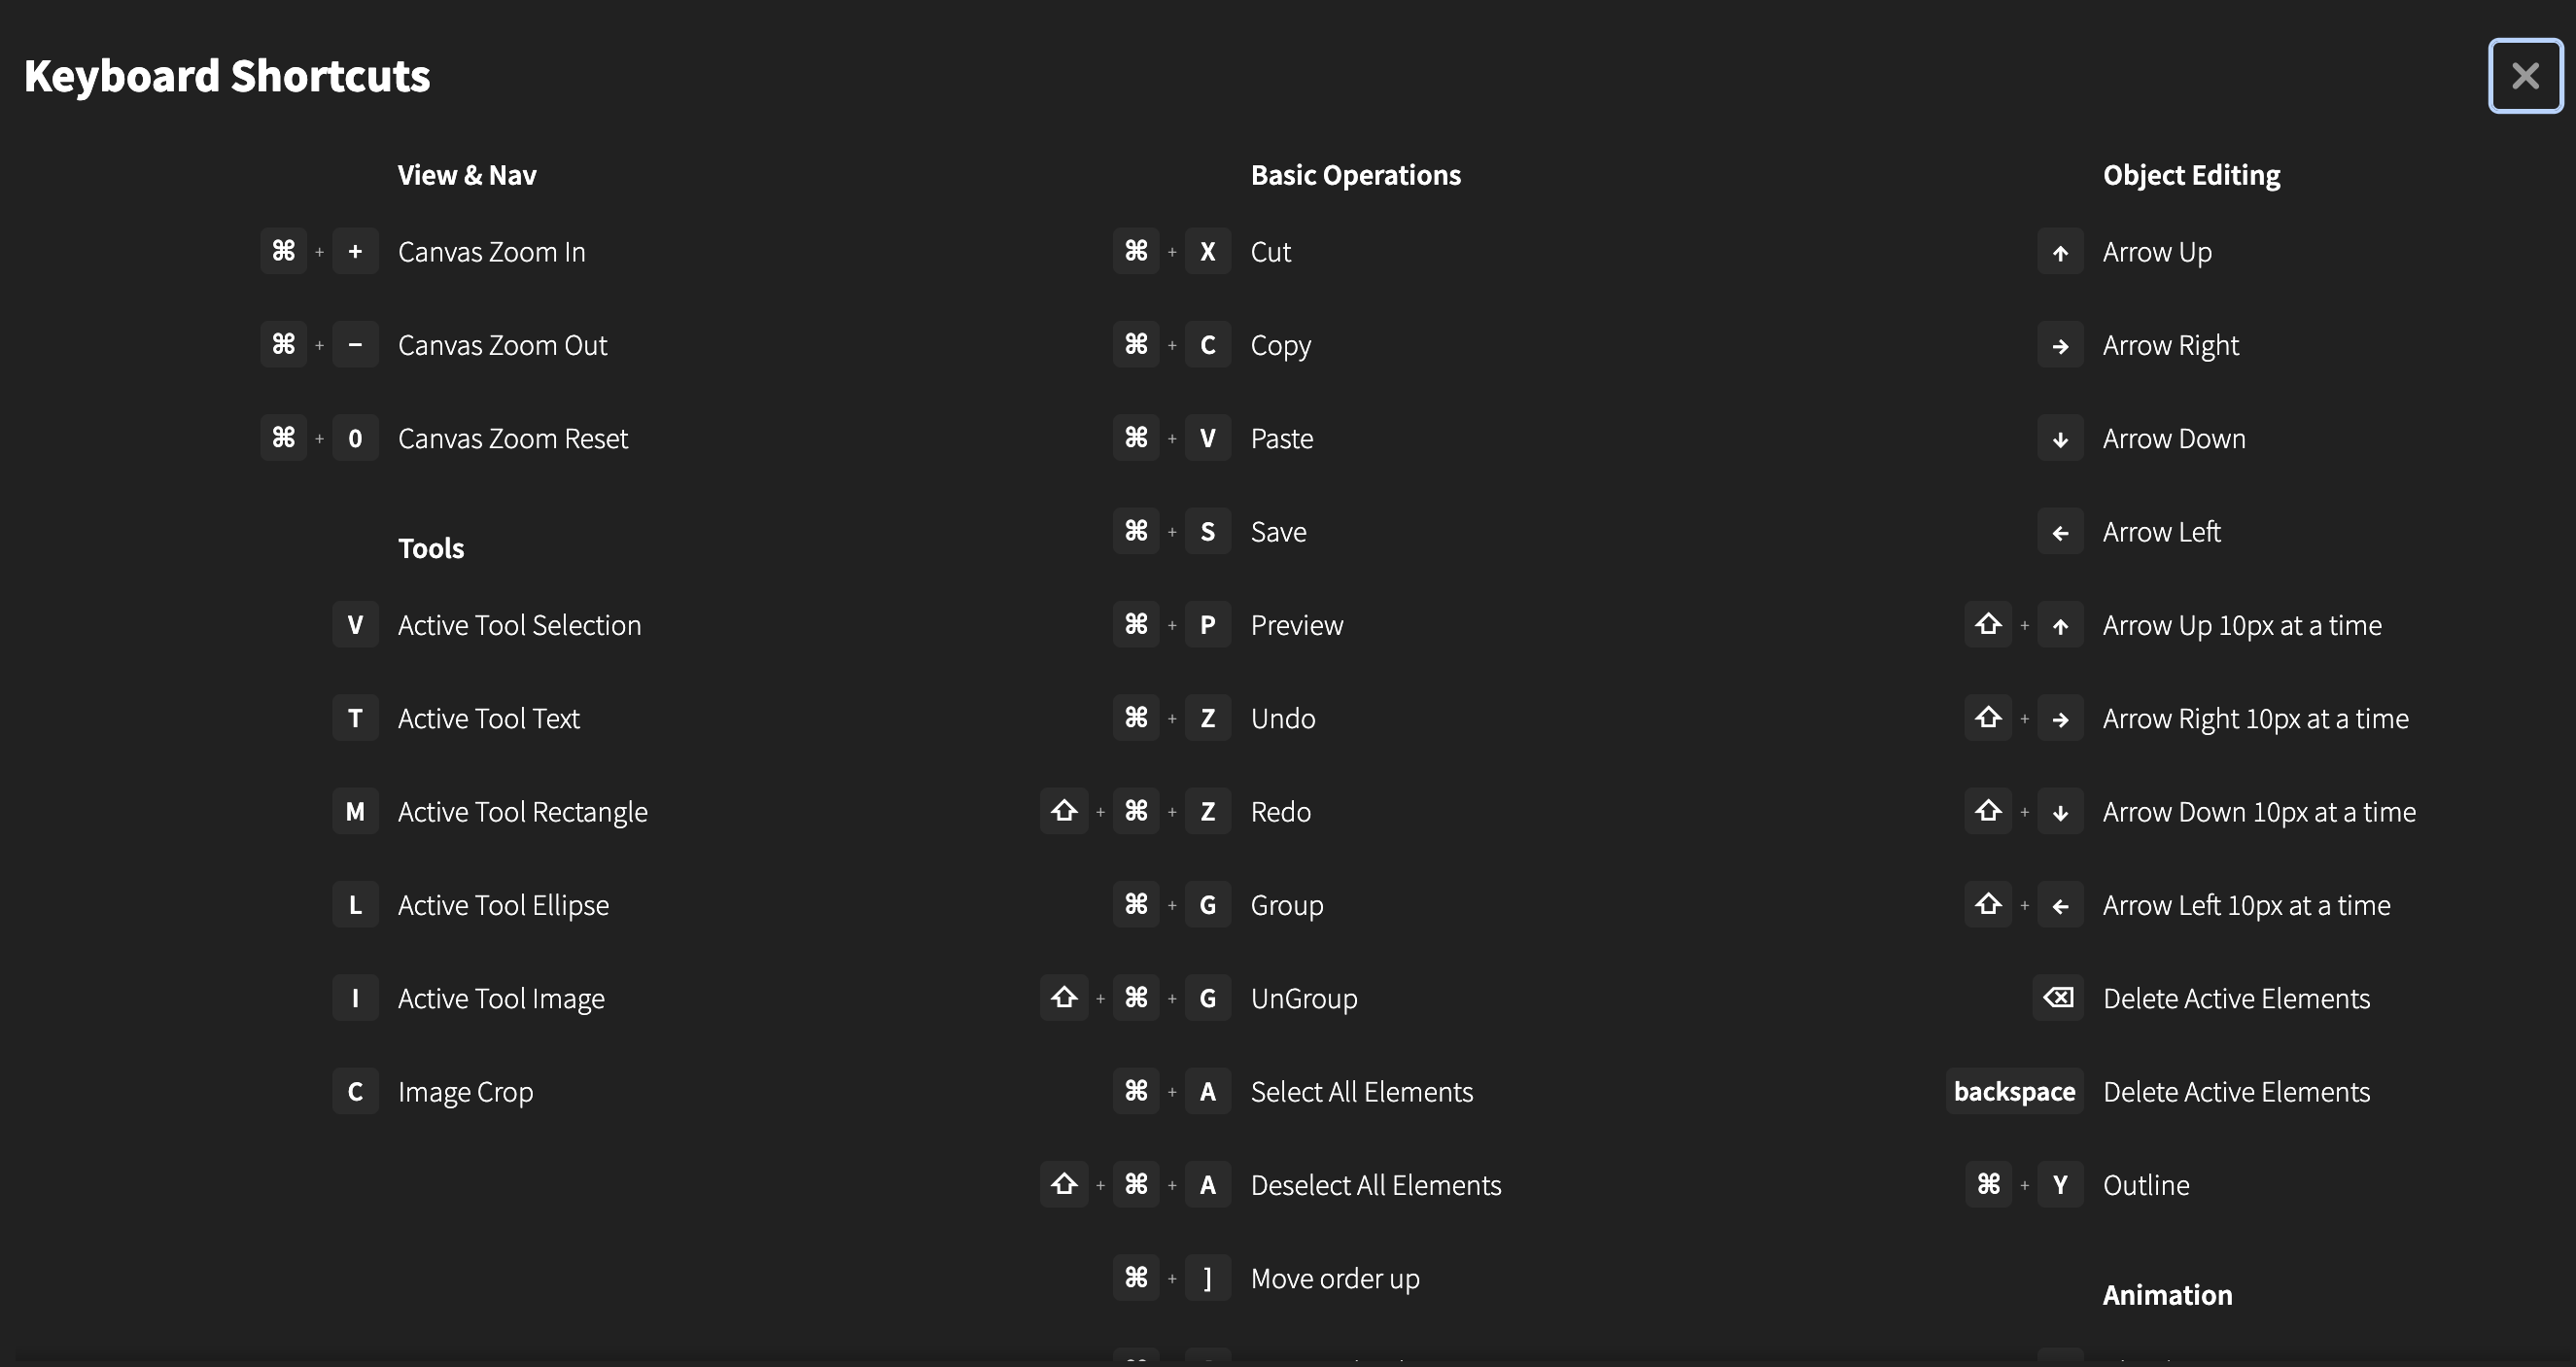 Keyboard Shortcuts
View & Nav
⌘ + + Canvas Zoom In
⌘ + − Canvas Zoom Out
⌘ + 0 Canvas Zoom Reset
Tools
V Active Tool Selection
T Active Tool Text
M Active Tool Rectangle
L Active Tool Ellipse
I Active Tool Image
C Image Crop
Basic Operations
⌘ + X Cut
⌘ + C Copy
⌘ + V Paste
⌘ + S Save
⌘ + P Preview
⌘ + Z Undo
⇧ + ⌘ + Z Redo
⌘ + G Group
⇧ + ⌘ + G UnGroup
⌘ + A Select All Elements
⇧ + ⌘ + A Deselect All Elements
⌘ + ] Move order up
Object Editing
↑ Arrow Up
→ Arrow Right
↓ Arrow Down
← Arrow Left
⇧ + ↑ Arrow Up 10px at a time
⇧ + → Arrow Right 10px at a time
⇧ + ↓ Arrow Down 10px at a time
⇧ + ← Arrow Left 10px at a time
⌫ Delete Active Elements
backspace Delete Active Elements
⌘ + Y Outline
Animation